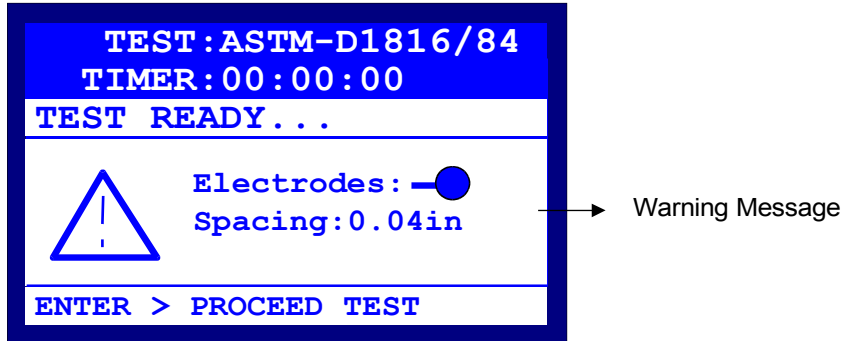 TEST:ASTM-D1816/84
TIMER:00:00:00
TEST READY...
Electrodes:
Spacing:0.04in
Warning Message
ENTER > PROCEED TEST